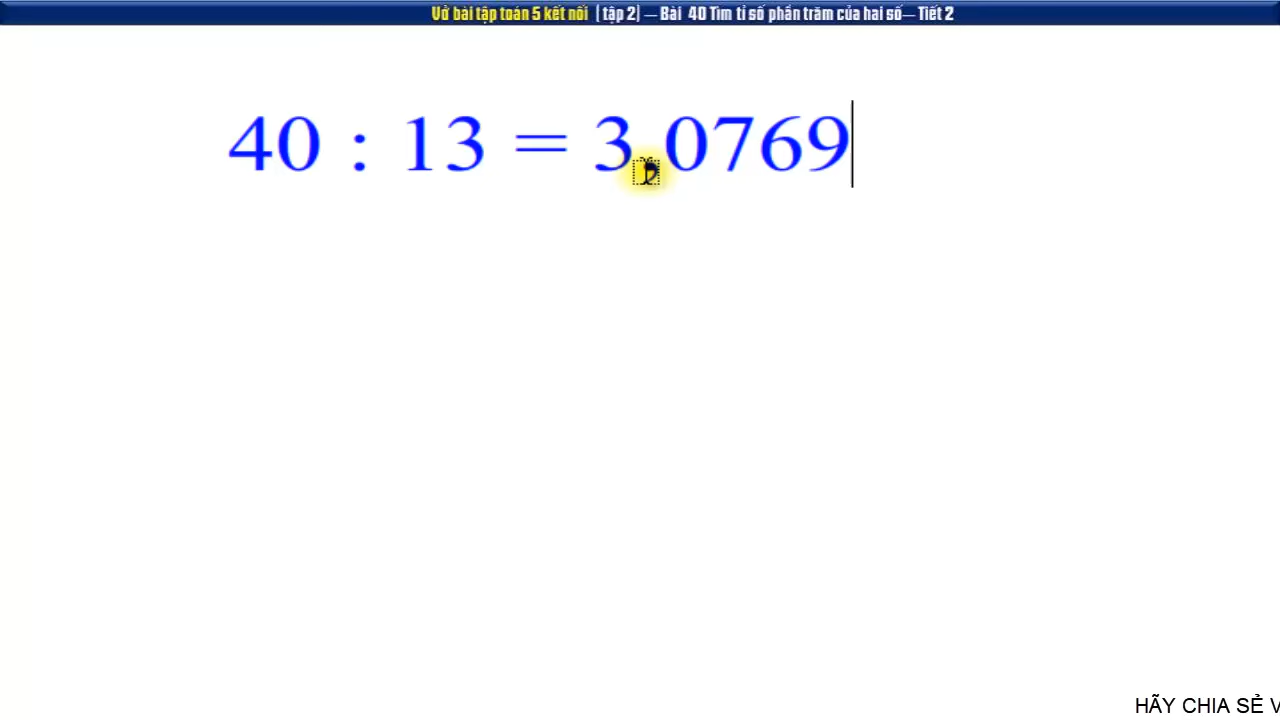 Vở bài tập toán 5 kết nối (tập 2) – Bài 40 Tìm tỉ số phần trăm của hai số– Tiết 2
40 : 13 = 3,0769
HÃY CHIA SẺ V